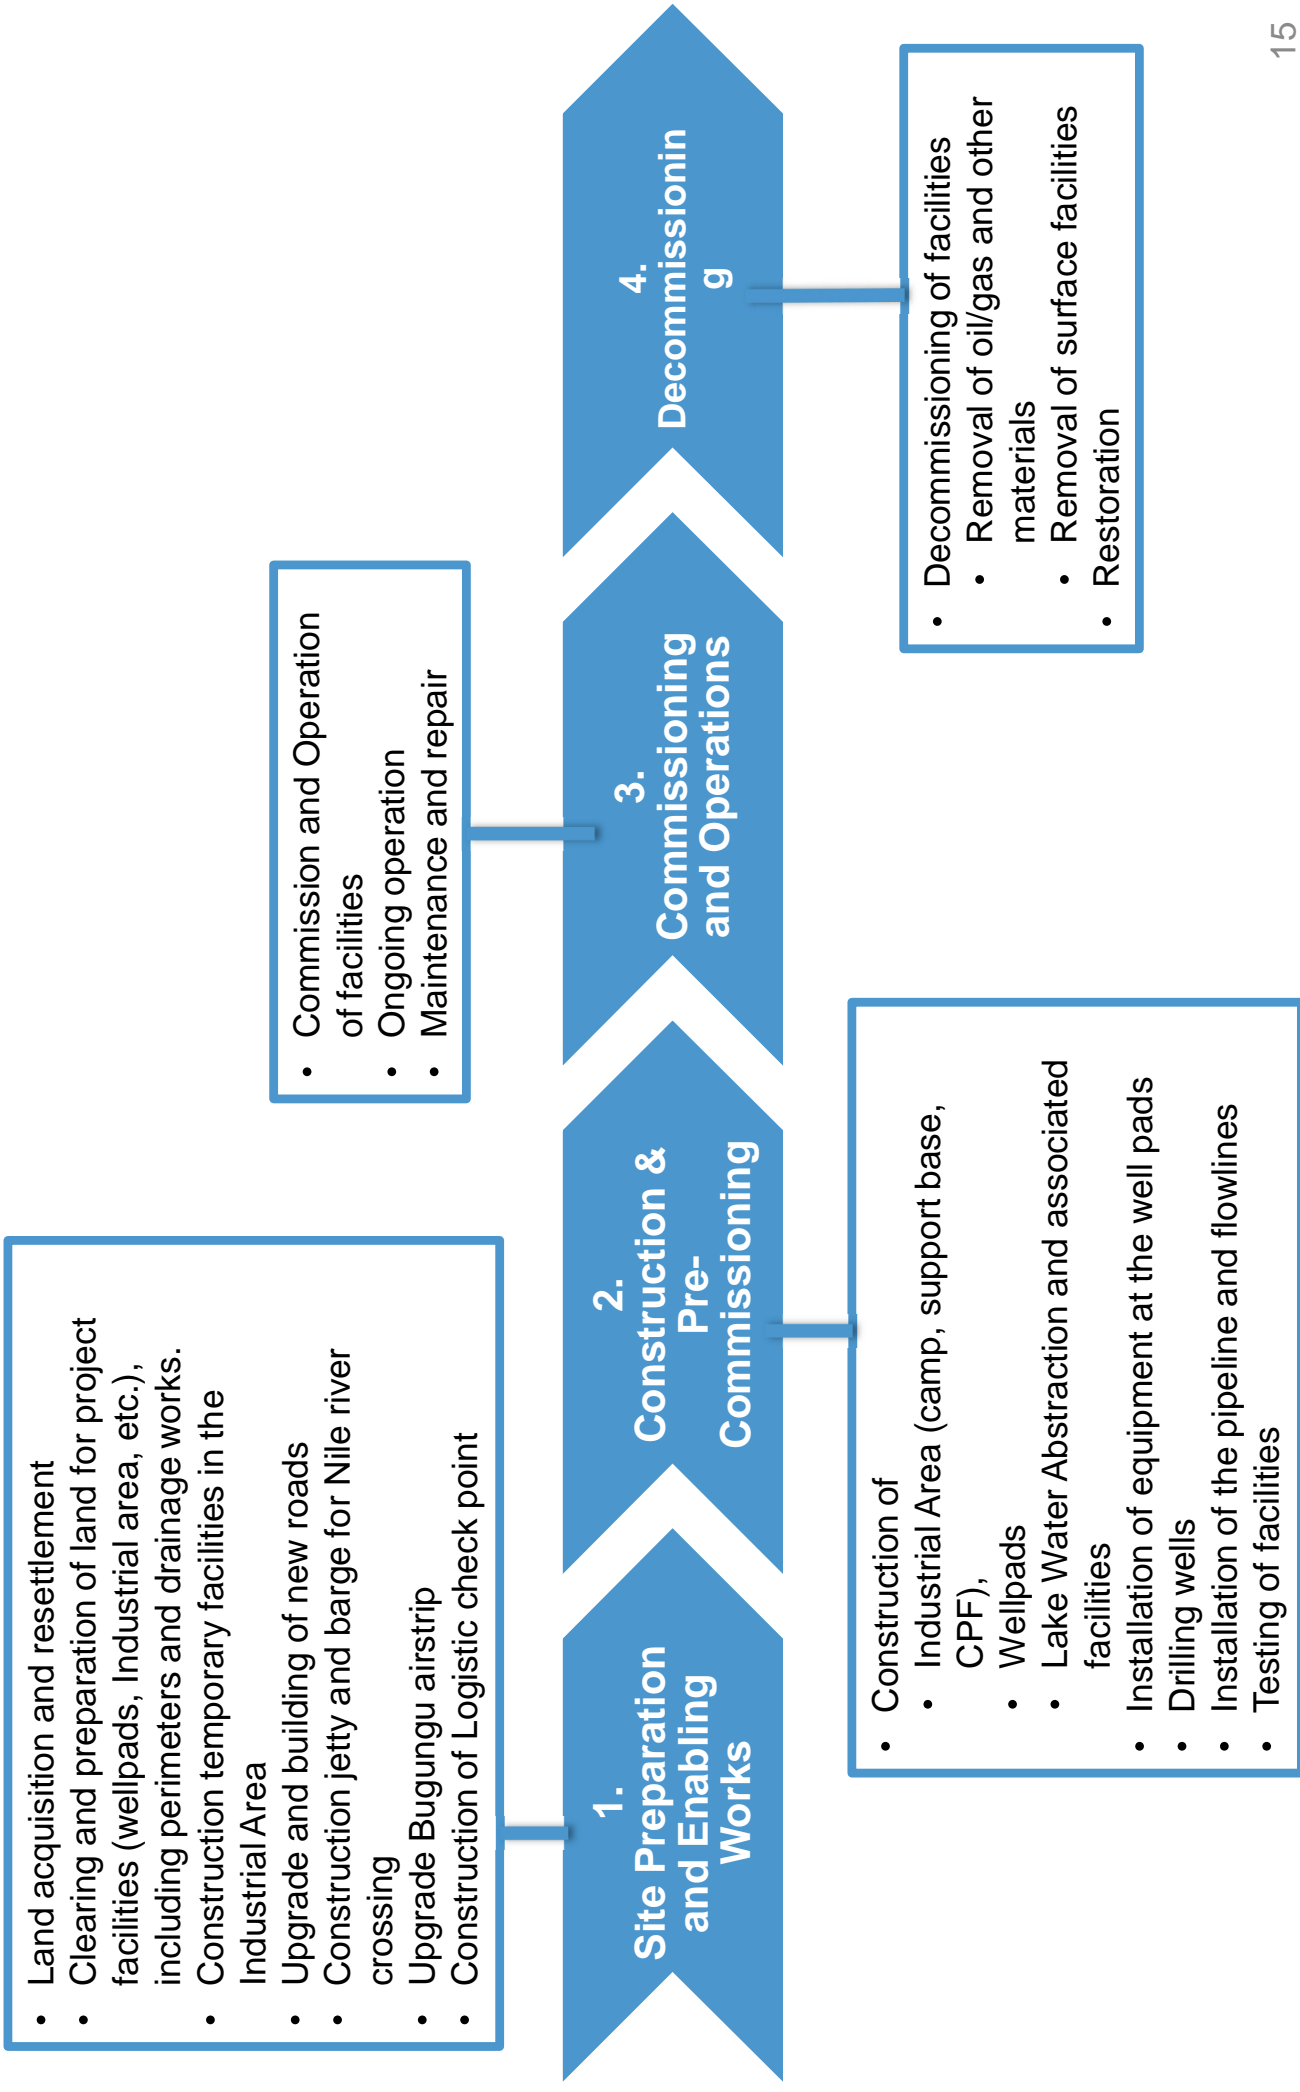 • Land acquisition and resettlement
• Clearing and preparation of land for project
facilities (wellpads, Industrial area, etc.),
including perimeters and drainage works.
• Construction temporary facilities in the
Industrial Area
• Upgrade and building of new roads
• Construction jetty and barge for Nile river
crossing
• Upgrade Bugungu airstrip
• Construction of Logistic check point
• Commission and Operation
of facilities
• Ongoing operation
• Maintenance and repair
1.
Site Preparation
and Enabling
Works
2.
Construction &
Pre-
Commissioning
3.
Commissioning
and Operations
4.
Decommissionin
g
• Construction of
• Industrial Area (camp, support base,
CPF),
• Wellpads
• Lake Water Abstraction and associated
facilities
• Installation of equipment at the well pads
• Drilling wells
• Installation of the pipeline and flowlines
• Testing of facilities
• Decommissioning of facilities
• Removal of oil/gas and other
materials
• Removal of surface facilities
• Restoration
15